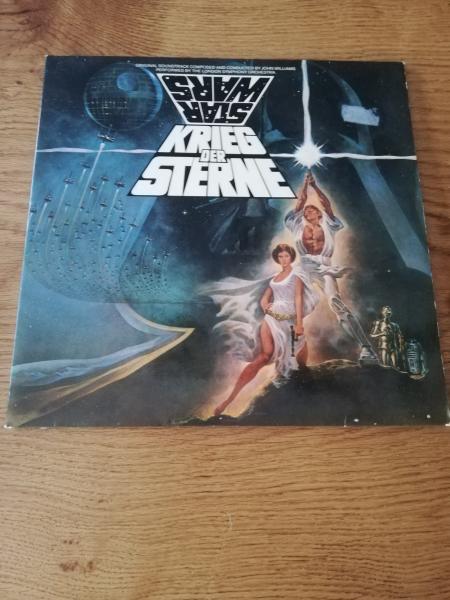 ORIGINAL SOUNDTRACK COMPOSED AND CONDUCTED BY JOHN WILLIAMS
PERFORMED BY THE LONDON SYMPHONY ORCHESTRA
STAR
WARS
KRIEG
DER
STERNE